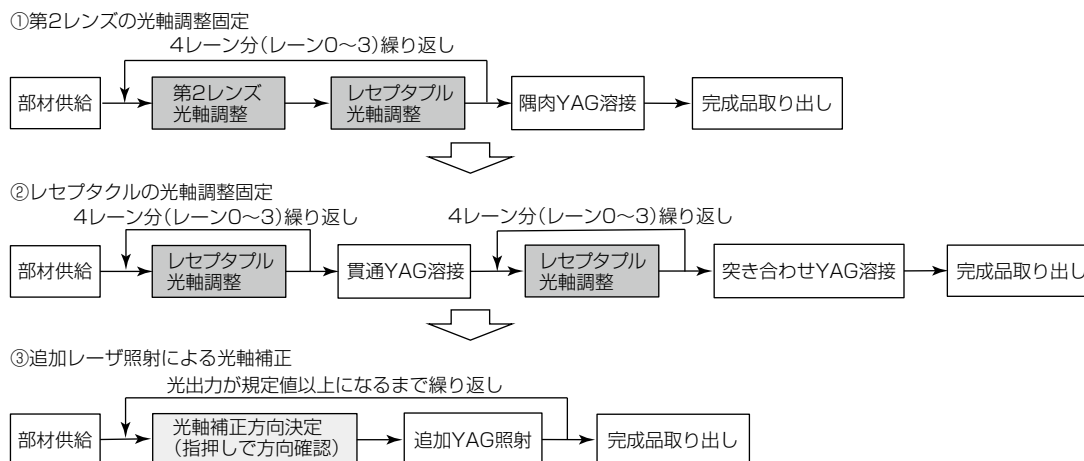 ①第2レンズの光軸調整固定
4レーン分(レーン0～3)繰り返し
部材供給
第2レンズ
光軸調整
レセプタプル
光軸調整
隅肉YAG溶接
完成品取り出し
②レセプタクルの光軸調整固定
4レーン分(レーン0～3)繰り返し
4レーン分(レーン0～3)繰り返し
部材供給
レセプタプル
光軸調整
貫通YAG溶接
レセプタプル
光軸調整
突き合わせYAG溶接
完成品取り出し
③追加レーザ照射による光軸補正
光出力が規定値以上になるまで繰り返し
部材供給
光軸補正方向決定
(指押しで方向確認)
追加YAG照射
完成品取り出し